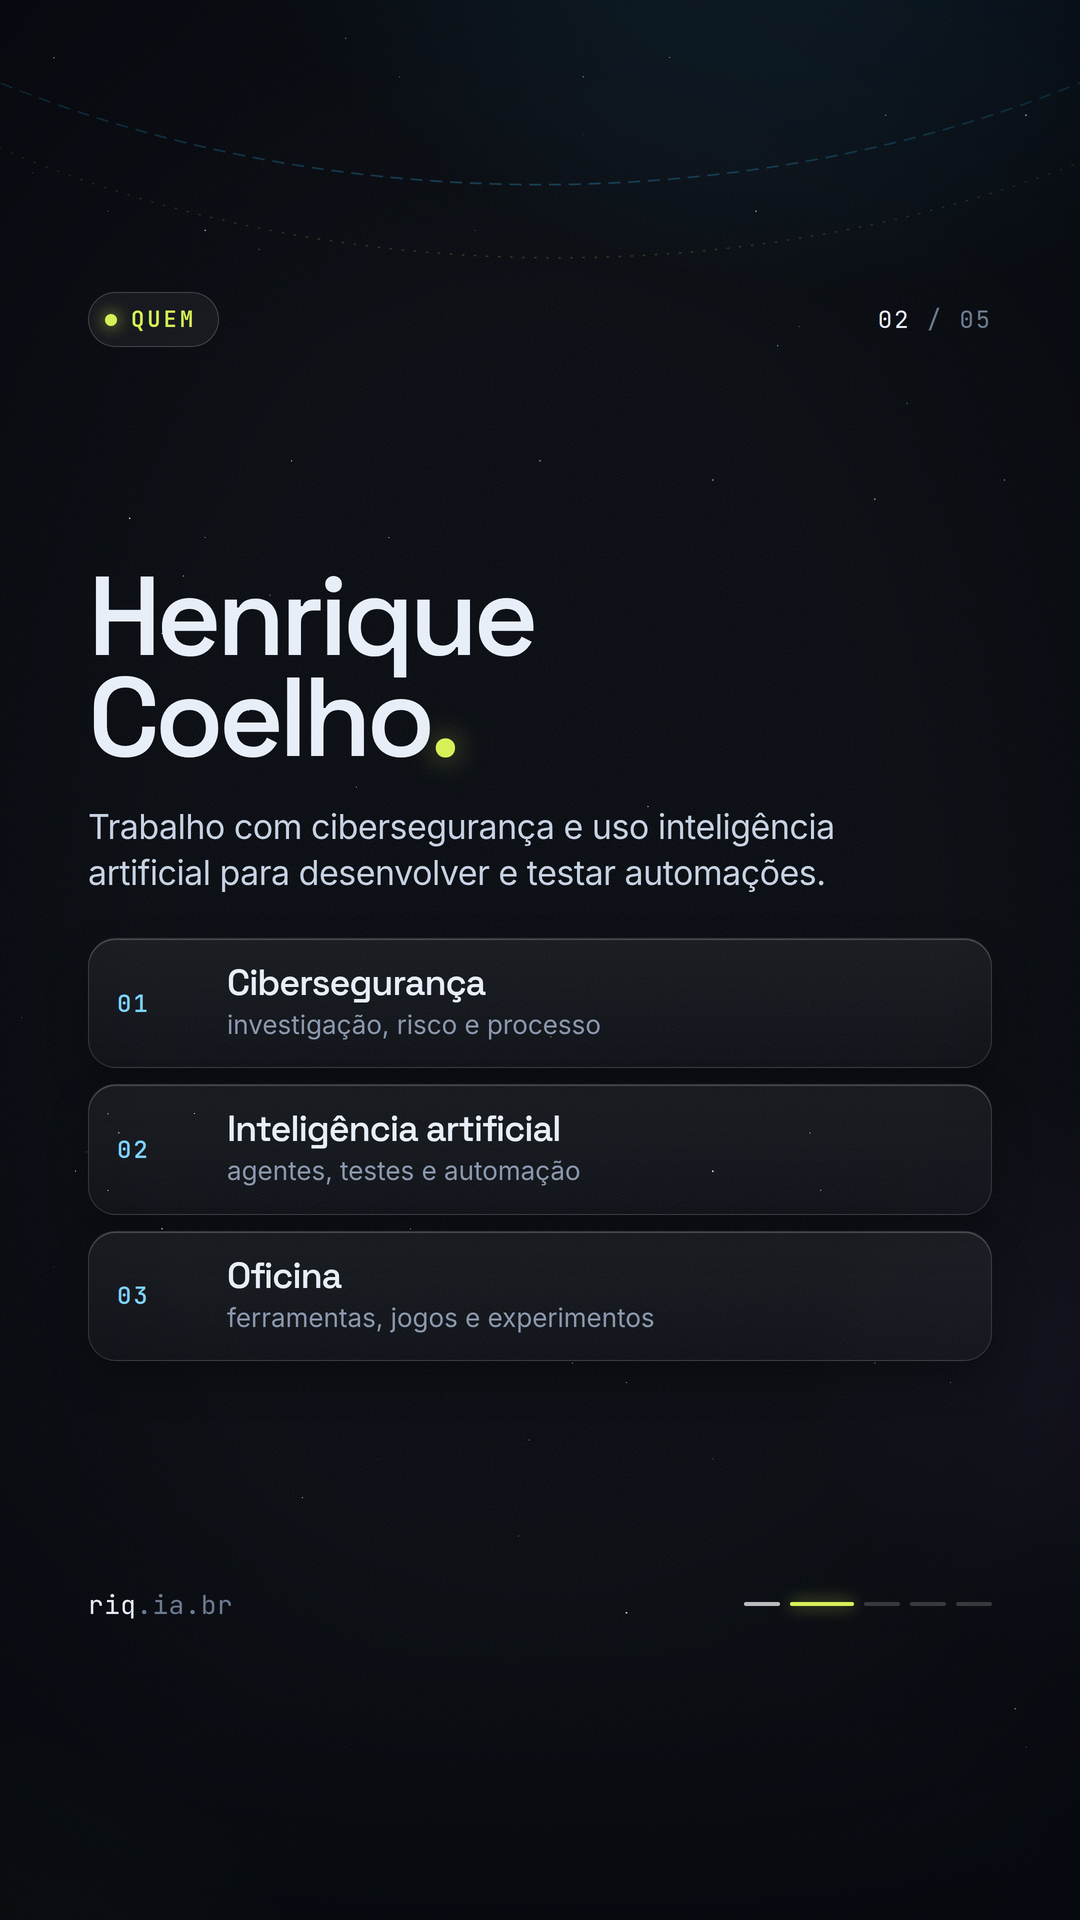 QUEM
02 / 05
Henrique
Coelho.
Trabalho com cibersegurança e uso inteligência
artificial para desenvolver e testar automações.
01
Cibersegurança
investigação, risco e processo
02
Inteligência artificial
agentes, testes e automação
03
Oficina
ferramentas, jogos e experimentos
riq.ia.br